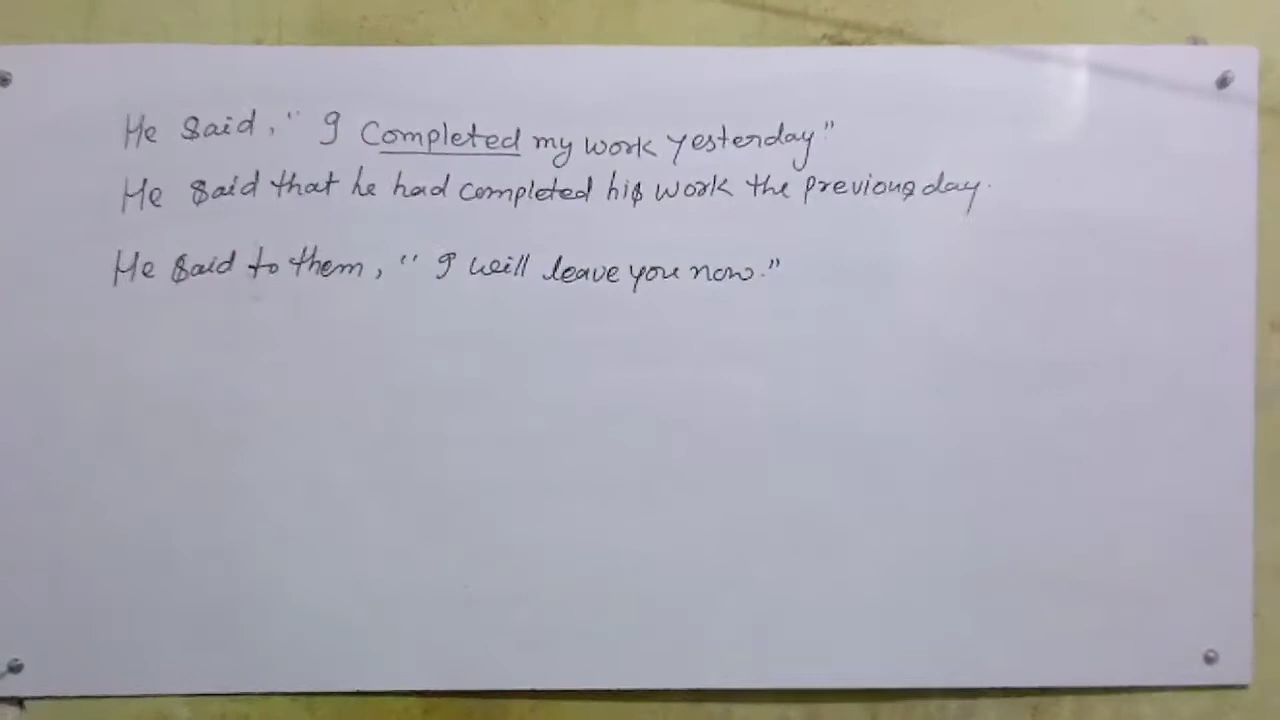 He said, " I completed my work yesterday"
He said that he had completed his work the previous day.
He said to them, " I will leave you now."